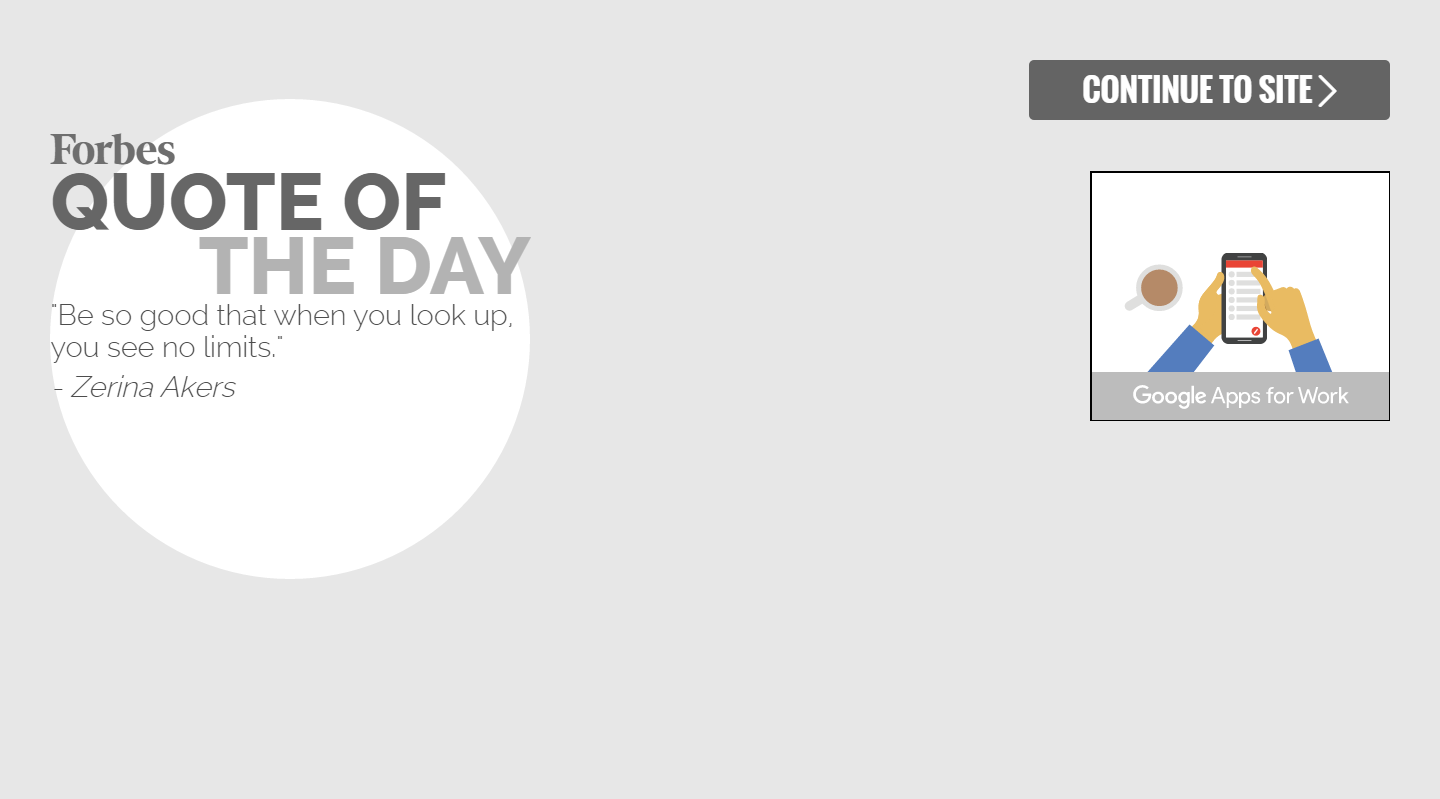 CONTINUE TO SITE
Forbes
QUOTE OF
THE DAY
"Be so good that when you look up,
you see no limits."
- Zerina Akers
Google Apps for Work